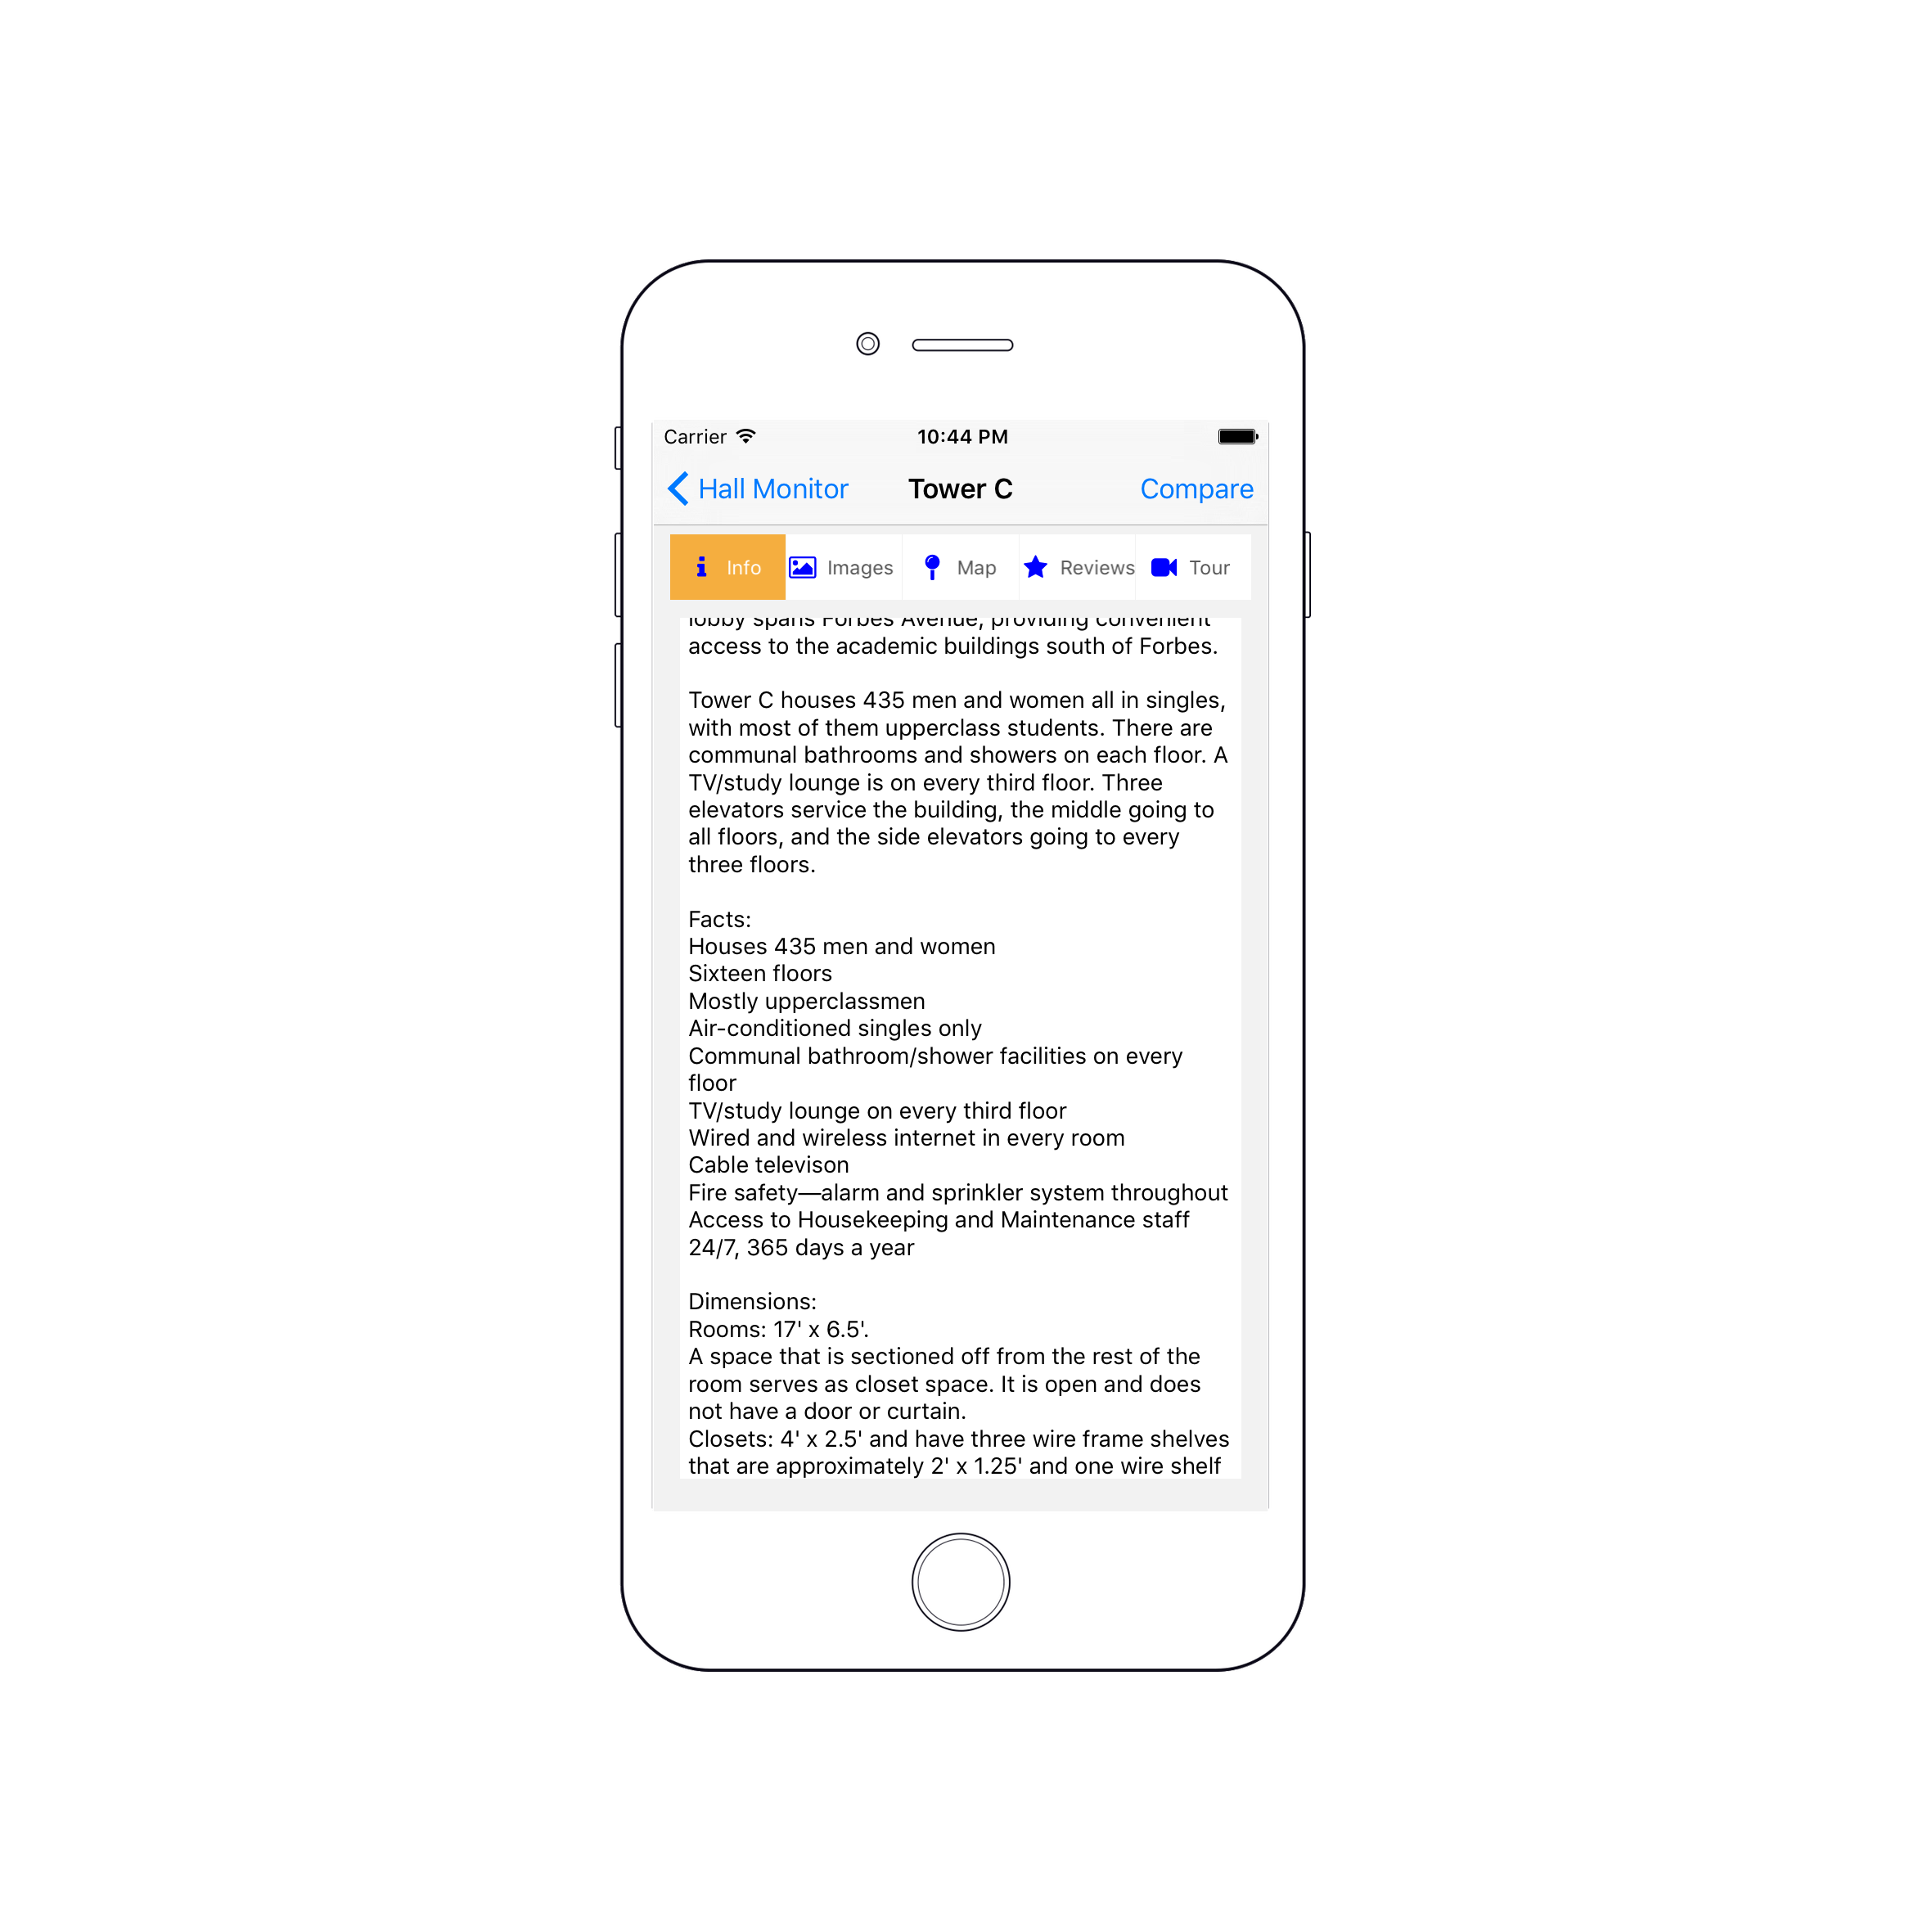 Carrier 10:44 PM
Hall Monitor Tower C Compare
Info Images Map Reviews Tour
lobby spans Forbes Avenue, providing convenient
access to the academic buildings south of Forbes.
Tower C houses 435 men and women all in singles,
with most of them upperclass students. There are
communal bathrooms and showers on each floor. A
TV/study lounge is on every third floor. Three
elevators service the building, the middle going to
all floors, and the side elevators going to every
three floors.
Facts:
Houses 435 men and women
Sixteen floors
Mostly upperclassmen
Air-conditioned singles only
Communal bathroom/shower facilities on every
floor
TV/study lounge on every third floor
Wired and wireless internet in every room
Cable televison
Fire safety—alarm and sprinkler system throughout
Access to Housekeeping and Maintenance staff
24/7, 365 days a year
Dimensions:
Rooms: 17' x 6.5'.
A space that is sectioned off from the rest of the
room serves as closet space. It is open and does
not have a door or curtain.
Closets: 4' x 2.5' and have three wire frame shelves
that are approximately 2' x 1.25' and one wire shelf